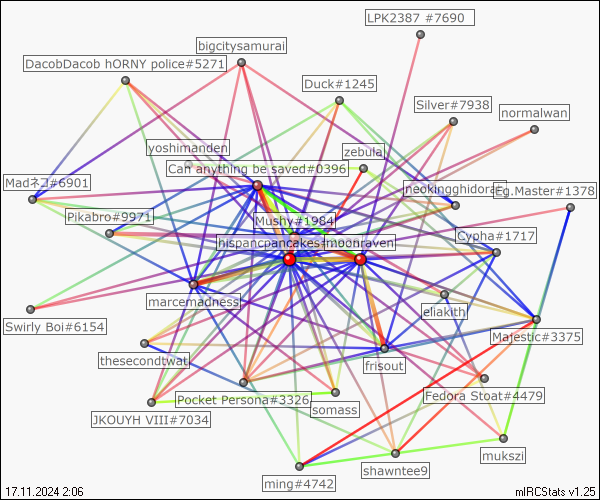 LPK2387 #7690
bigcitysamurai
DacobDacob hORNY police#5271
Duck#1245
Silver#7938
normalwan
yoshimanden
zebulal
Can anything be saved#0396
Madネコ#6901
neokingghidorah
Eg.Master#1378
Pikabro#9971
Mushy#1984
Cypha#1717
hispancpancakes
moonraven
marcemadness
eliakith
Swirly Boi#6154
Majestic#3375
thesecondtwat
frisout
JKOUYH VIII#7034
Pocket Persona#3326
somass
Fedora Stoat#4479
mukszi
shawntee9
ming#4742
17.11.2024 2:06
mIRCStats v1.25